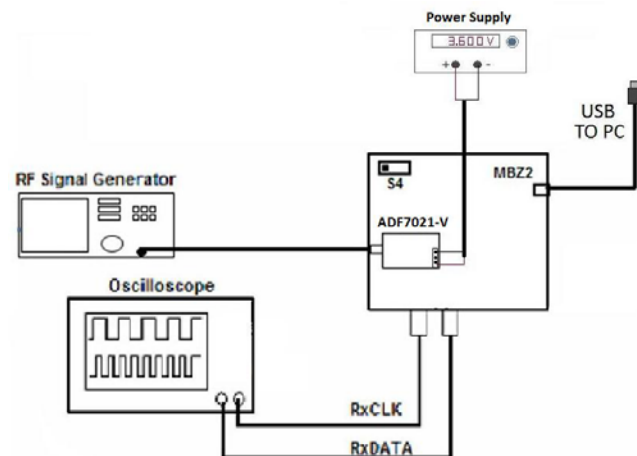 Power Supply
3.600 V
+ -
USB
TO PC
S4
MBZ2
RF Signal Generator
ADF7021-V
Oscilloscope
RxCLK
RxDATA